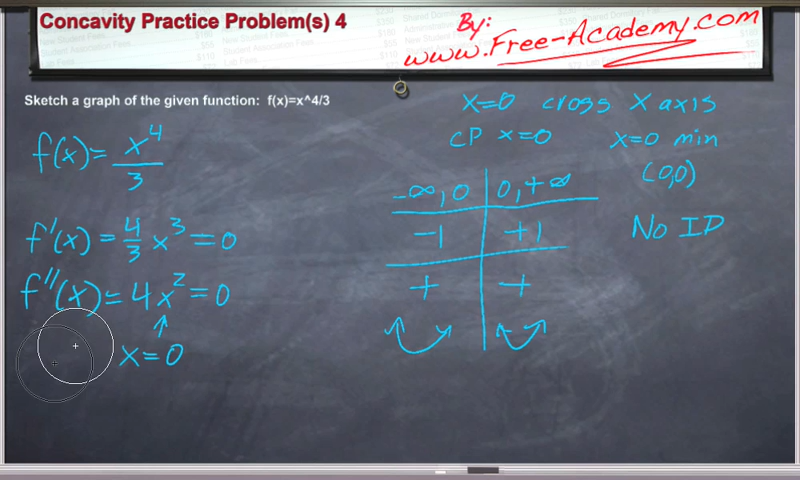 Concavity Practice Problem(s) 4
By:
www.Free-Academy.com
Sketch a graph of the given function: f(x)=x^4/3
f(x)= x^4/3
f'(x)= 4/3 x^3 =0
f''(x)= 4x^2 =0
x=0
x=0 cross x axis
CP x=0
x=0 min
(0,0)
-∞,0 | 0,+∞
-1 | +1
+ | +
No IP